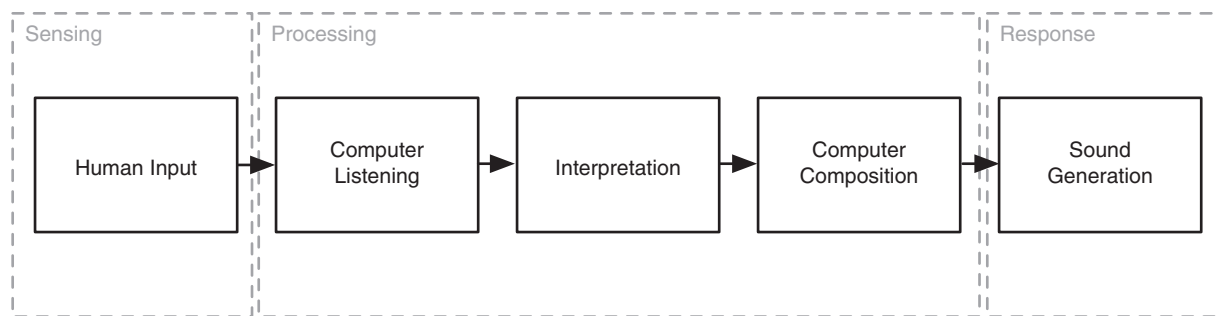 Sensing
Processing
Response
Human Input
Computer
Listening
Interpretation
Computer
Composition
Sound
Generation